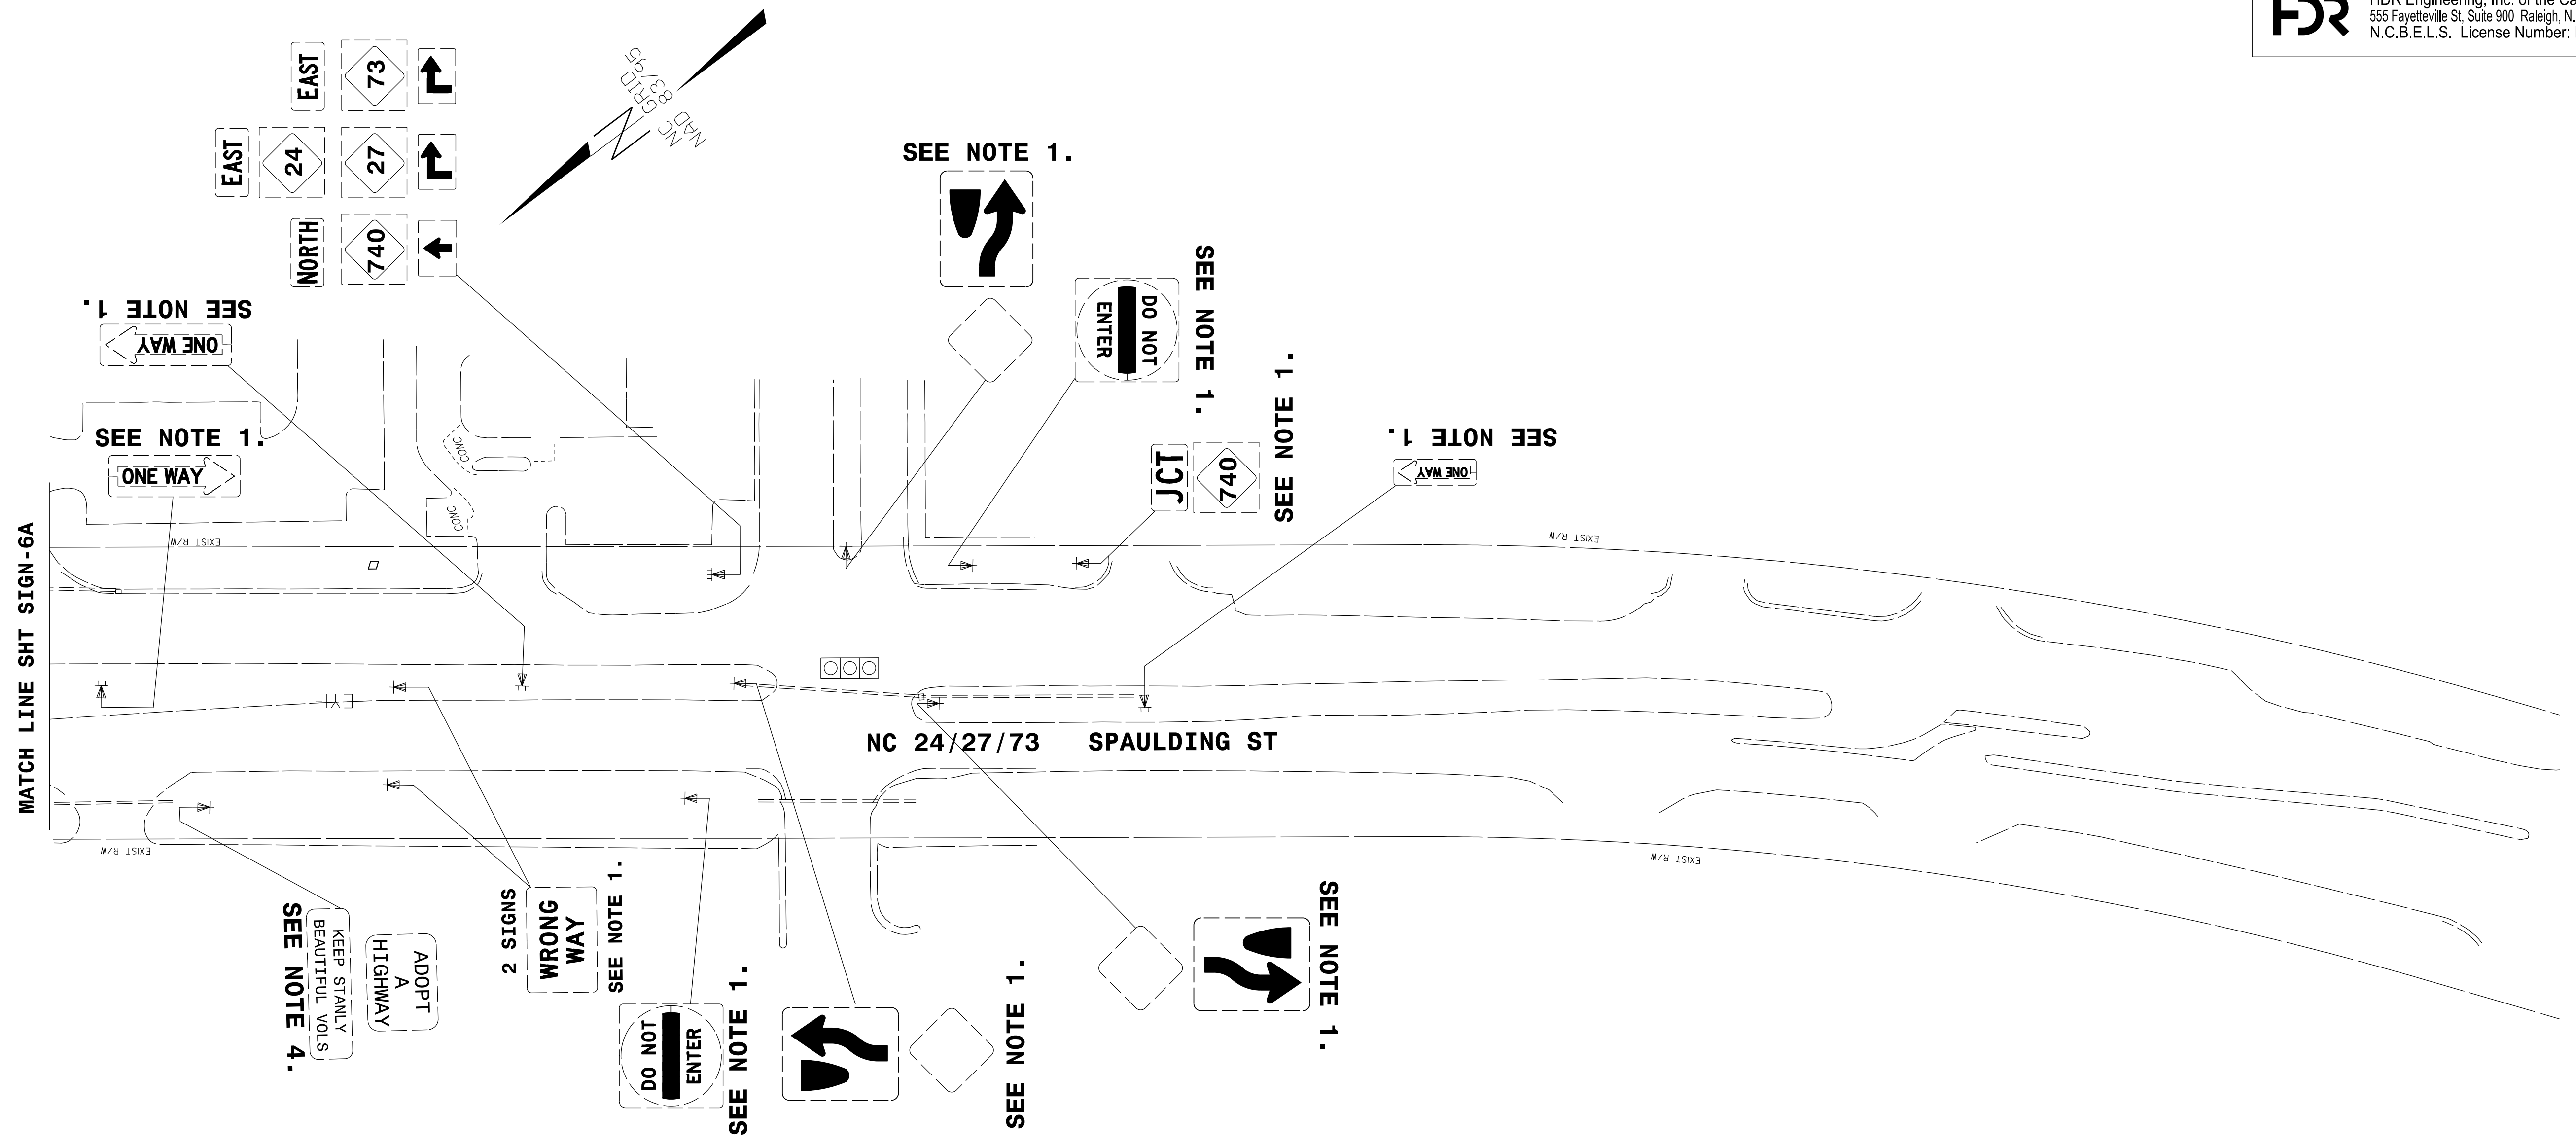 HDR
555 Fayetteville St, Suite 900 Raleigh, N.
N.C.B.E.L.S. License Number:
EAST
73
EAST
24
27
NORTH
740
NC GRID
NAD 83/95
SEE NOTE 1.
SEE NOTE 1.
ONE WAY
SEE NOTE 1.
ONE WAY
DO NOT
ENTER
SEE NOTE 1.
JCT
740
SEE NOTE 1.
SEE NOTE 1.
ONE WAY
CONC
CONC
EXIST R/W
EXIST R/W
MATCH LINE SHT SIGN-6A
-Y13-
NC 24/27/73 SPAULDING ST
EXIST R/W
EXIST R/W
SEE NOTE 4.
KEEP STANLY
BEAUTIFUL VOLS
ADOPT
A
HIGHWAY
2 SIGNS
WRONG
WAY
SEE NOTE 1.
DO NOT
ENTER
SEE NOTE 1.
SEE NOTE 1.
SEE NOTE 1.